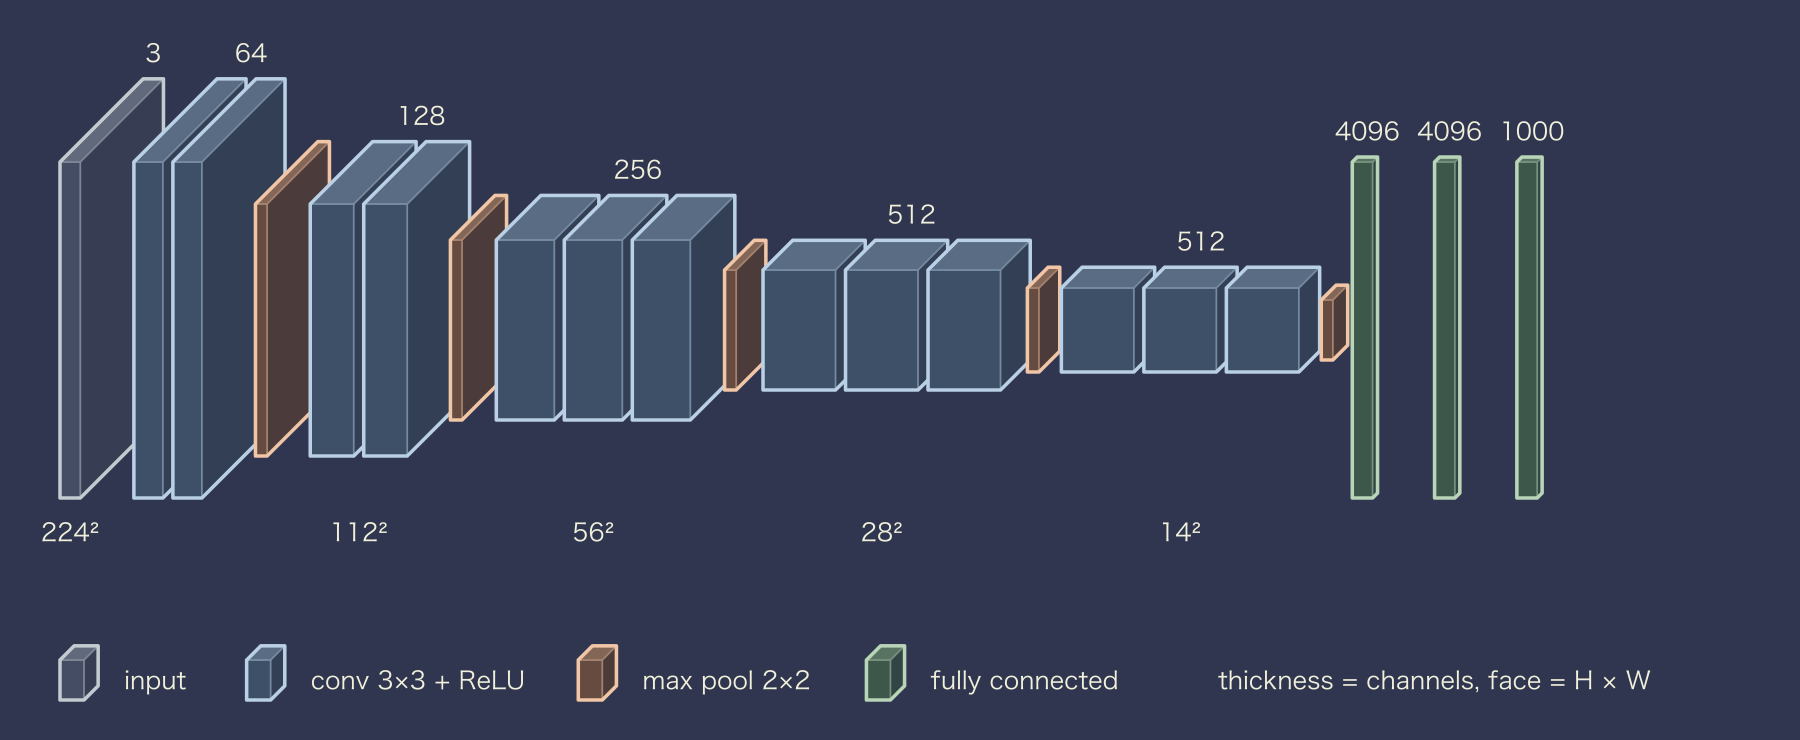 3
64
128
256
512
512
4096
4096
1000
224²
112²
56²
28²
14²
input
conv 3×3 + ReLU
max pool 2×2
fully connected
thickness = channels, face = H × W